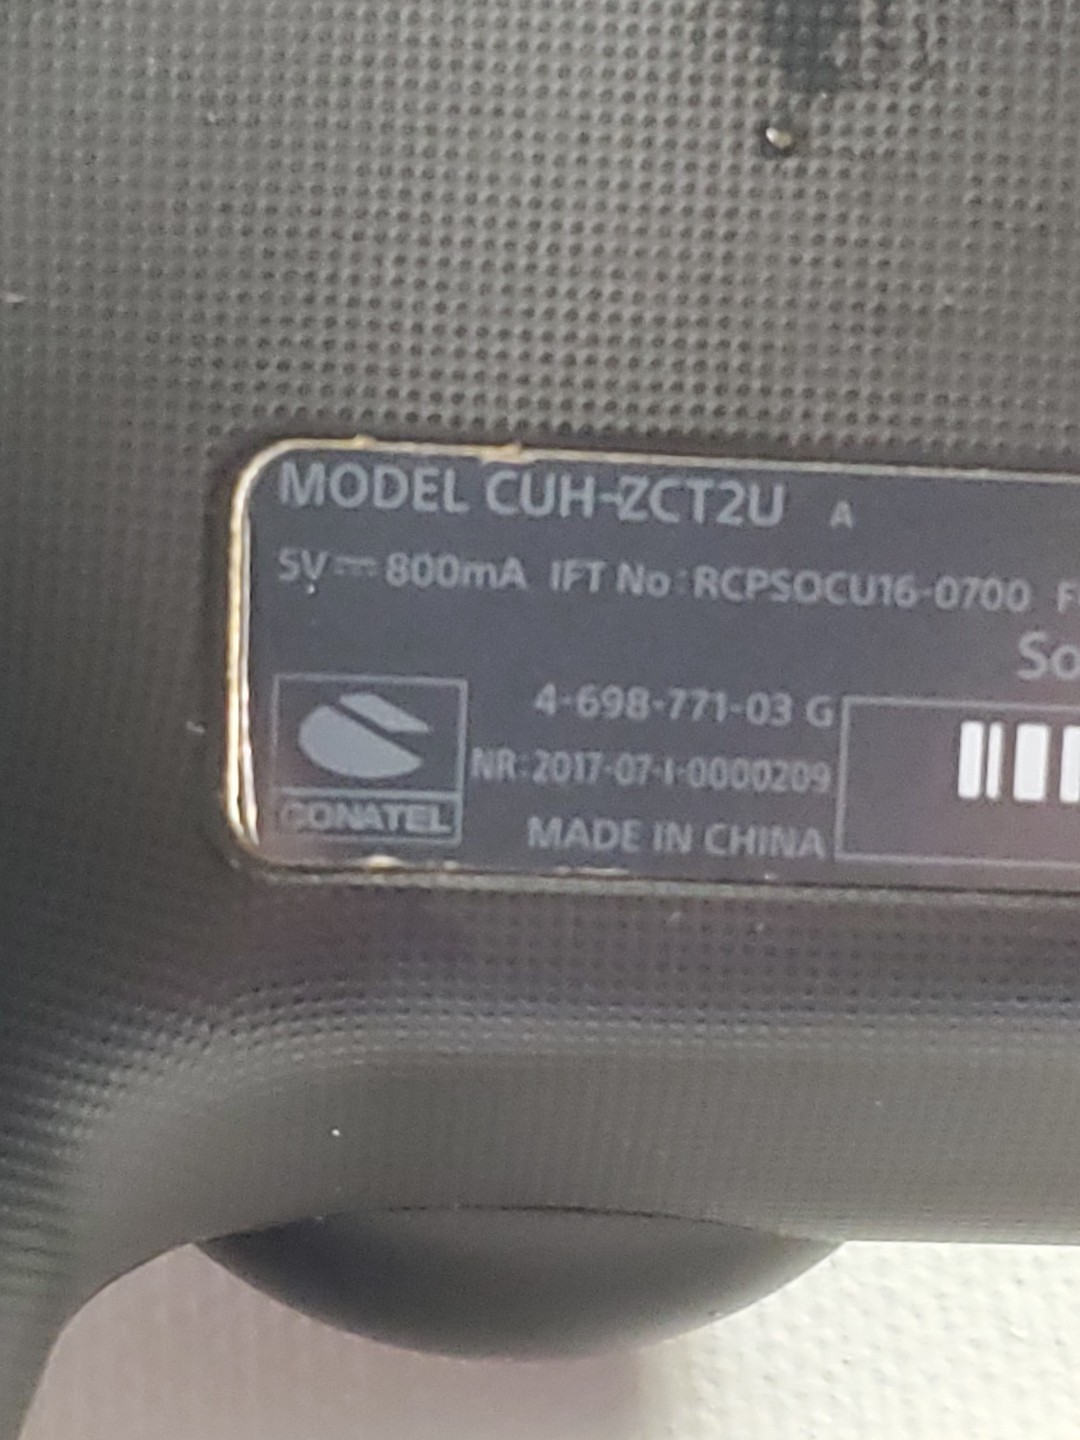 MODEL CUH-ZCT2U A
5V⎓800mA IFT No : RCPSOCU16-0700
So
4-698-771-03 G
NR:2017-07-I-0000209
CONATEL
MADE IN CHINA